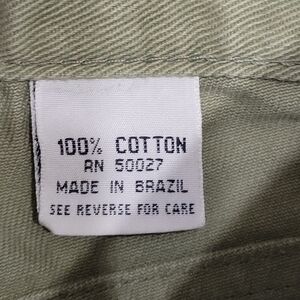 100% COTTON
RN 50027
MADE IN BRAZIL
SEE REVERSE FOR CARE